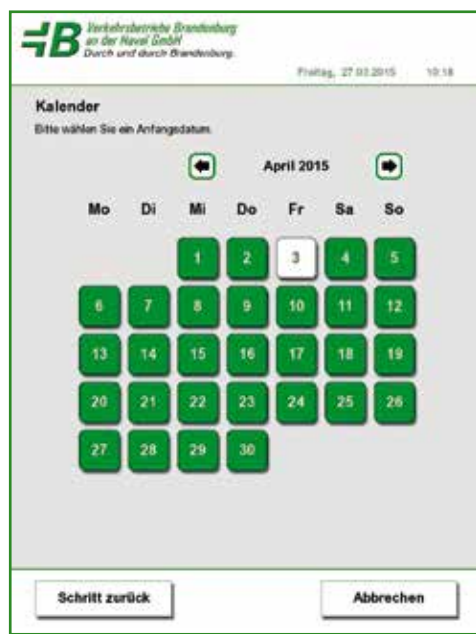 Verkehrsbetriebe Brandenburg
an der Havel GmbH
Durch und durch Brandenburg.
Freitag, 27.03.2015 10:18
Kalender
Bitte wählen Sie ein Anfangsdatum.
April 2015
Mo Di Mi Do Fr Sa So
1 2 3 4 5
6 7 8 9 10 11 12
13 14 15 16 17 18 19
20 21 22 23 24 25 26
27 28 29 30
Schritt zurück Abbrechen